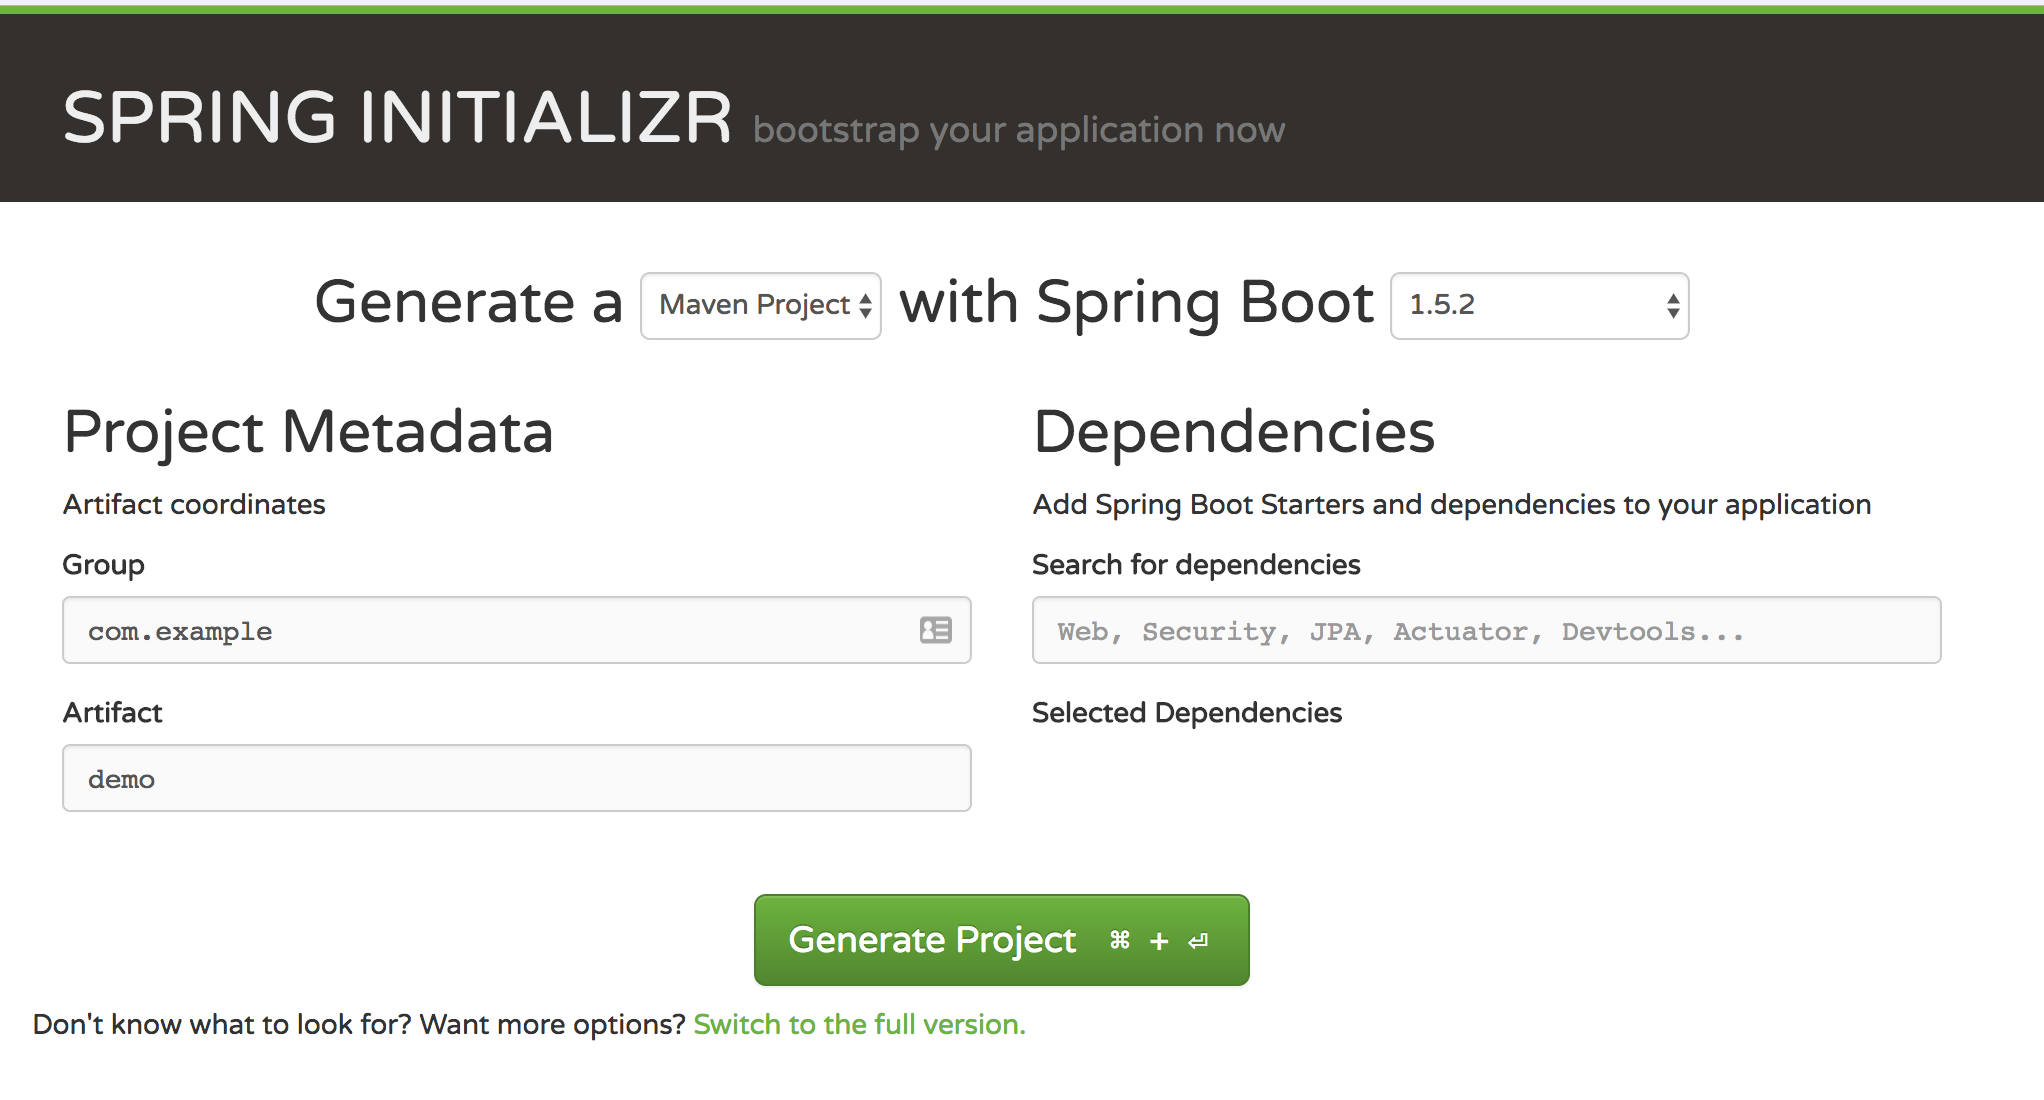 SPRING INITIALIZR bootstrap your application now
Generate a Maven Project with Spring Boot 1.5.2
Project Metadata
Artifact coordinates
Group
com.example
Artifact
demo
Dependencies
Add Spring Boot Starters and dependencies to your application
Search for dependencies
Web, Security, JPA, Actuator, Devtools...
Selected Dependencies
Generate Project ⌘ + ⏎
Don't know what to look for? Want more options? Switch to the full version.